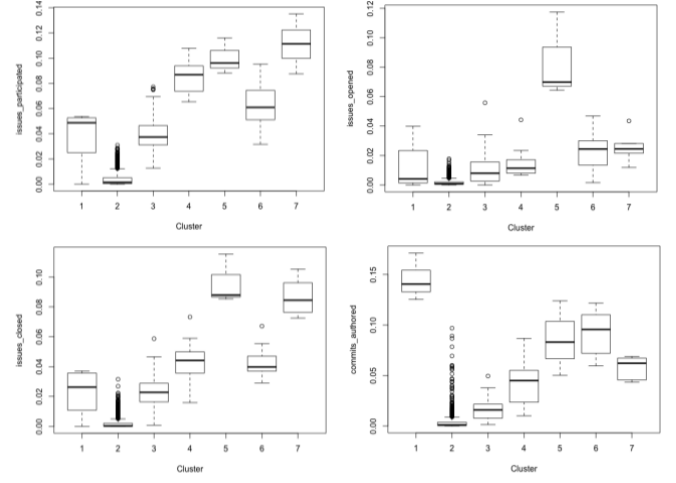 issues_participated
0.14
0.12
0.10
0.08
0.06
0.04
0.02
0.00
1 2 3 4 5 6 7
Cluster
issues_opened
0.12
0.10
0.08
0.06
0.04
0.02
0.00
1 2 3 4 5 6 7
Cluster
issues_closed
0.10
0.08
0.06
0.04
0.02
0.00
1 2 3 4 5 6 7
Cluster
commits_authored
0.15
0.10
0.05
0.00
1 2 3 4 5 6 7
Cluster